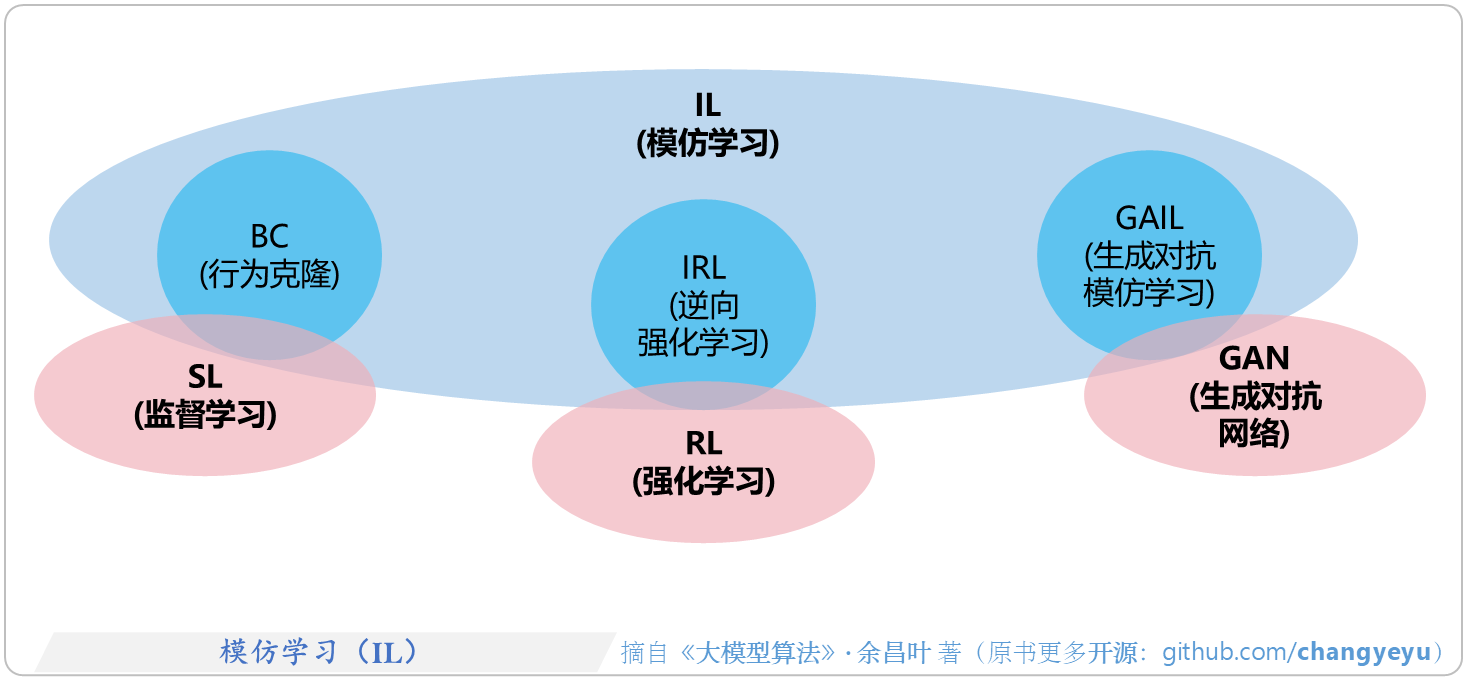 IL
(模仿学习)
BC
(行为克隆)
IRL
(逆向
强化学习)
GAIL
(生成对抗
模仿学习)
SL
(监督学习)
RL
(强化学习)
GAN
(生成对抗
网络)
模仿学习（IL）
摘自《大模型算法》· 余昌叶 著（原书更多开源：github.com/changyeyu）